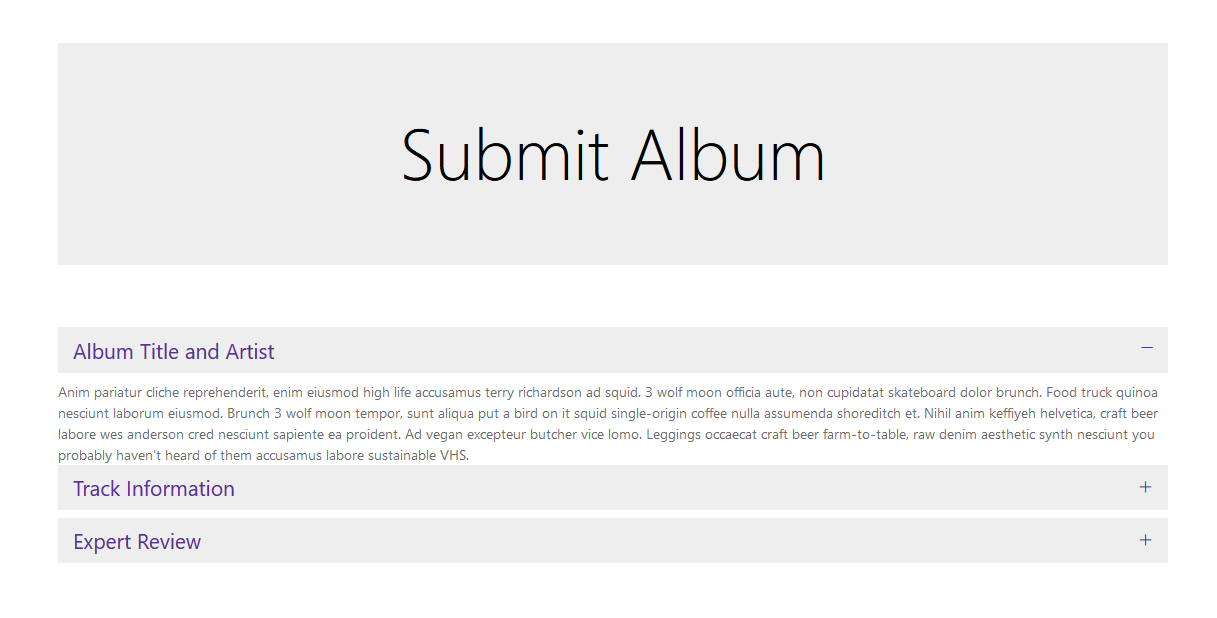 Submit Album
Album Title and Artist
Anim pariatur cliche reprehenderit, enim eiusmod high life accusamus terry richardson ad squid. 3 wolf moon officia aute, non cupidatat skateboard dolor brunch. Food truck quinoa
nesciunt laborum eiusmod. Brunch 3 wolf moon tempor, sunt aliqua put a bird on it squid single-origin coffee nulla assumenda shoreditch et. Nihil anim keffiyeh helvetica, craft beer
labore wes anderson cred nesciunt sapiente ea proident. Ad vegan excepteur butcher vice lomo. Leggings occaecat craft beer farm-to-table, raw denim aesthetic synth nesciunt you
probably haven't heard of them accusamus labore sustainable VHS.
Track Information
Expert Review